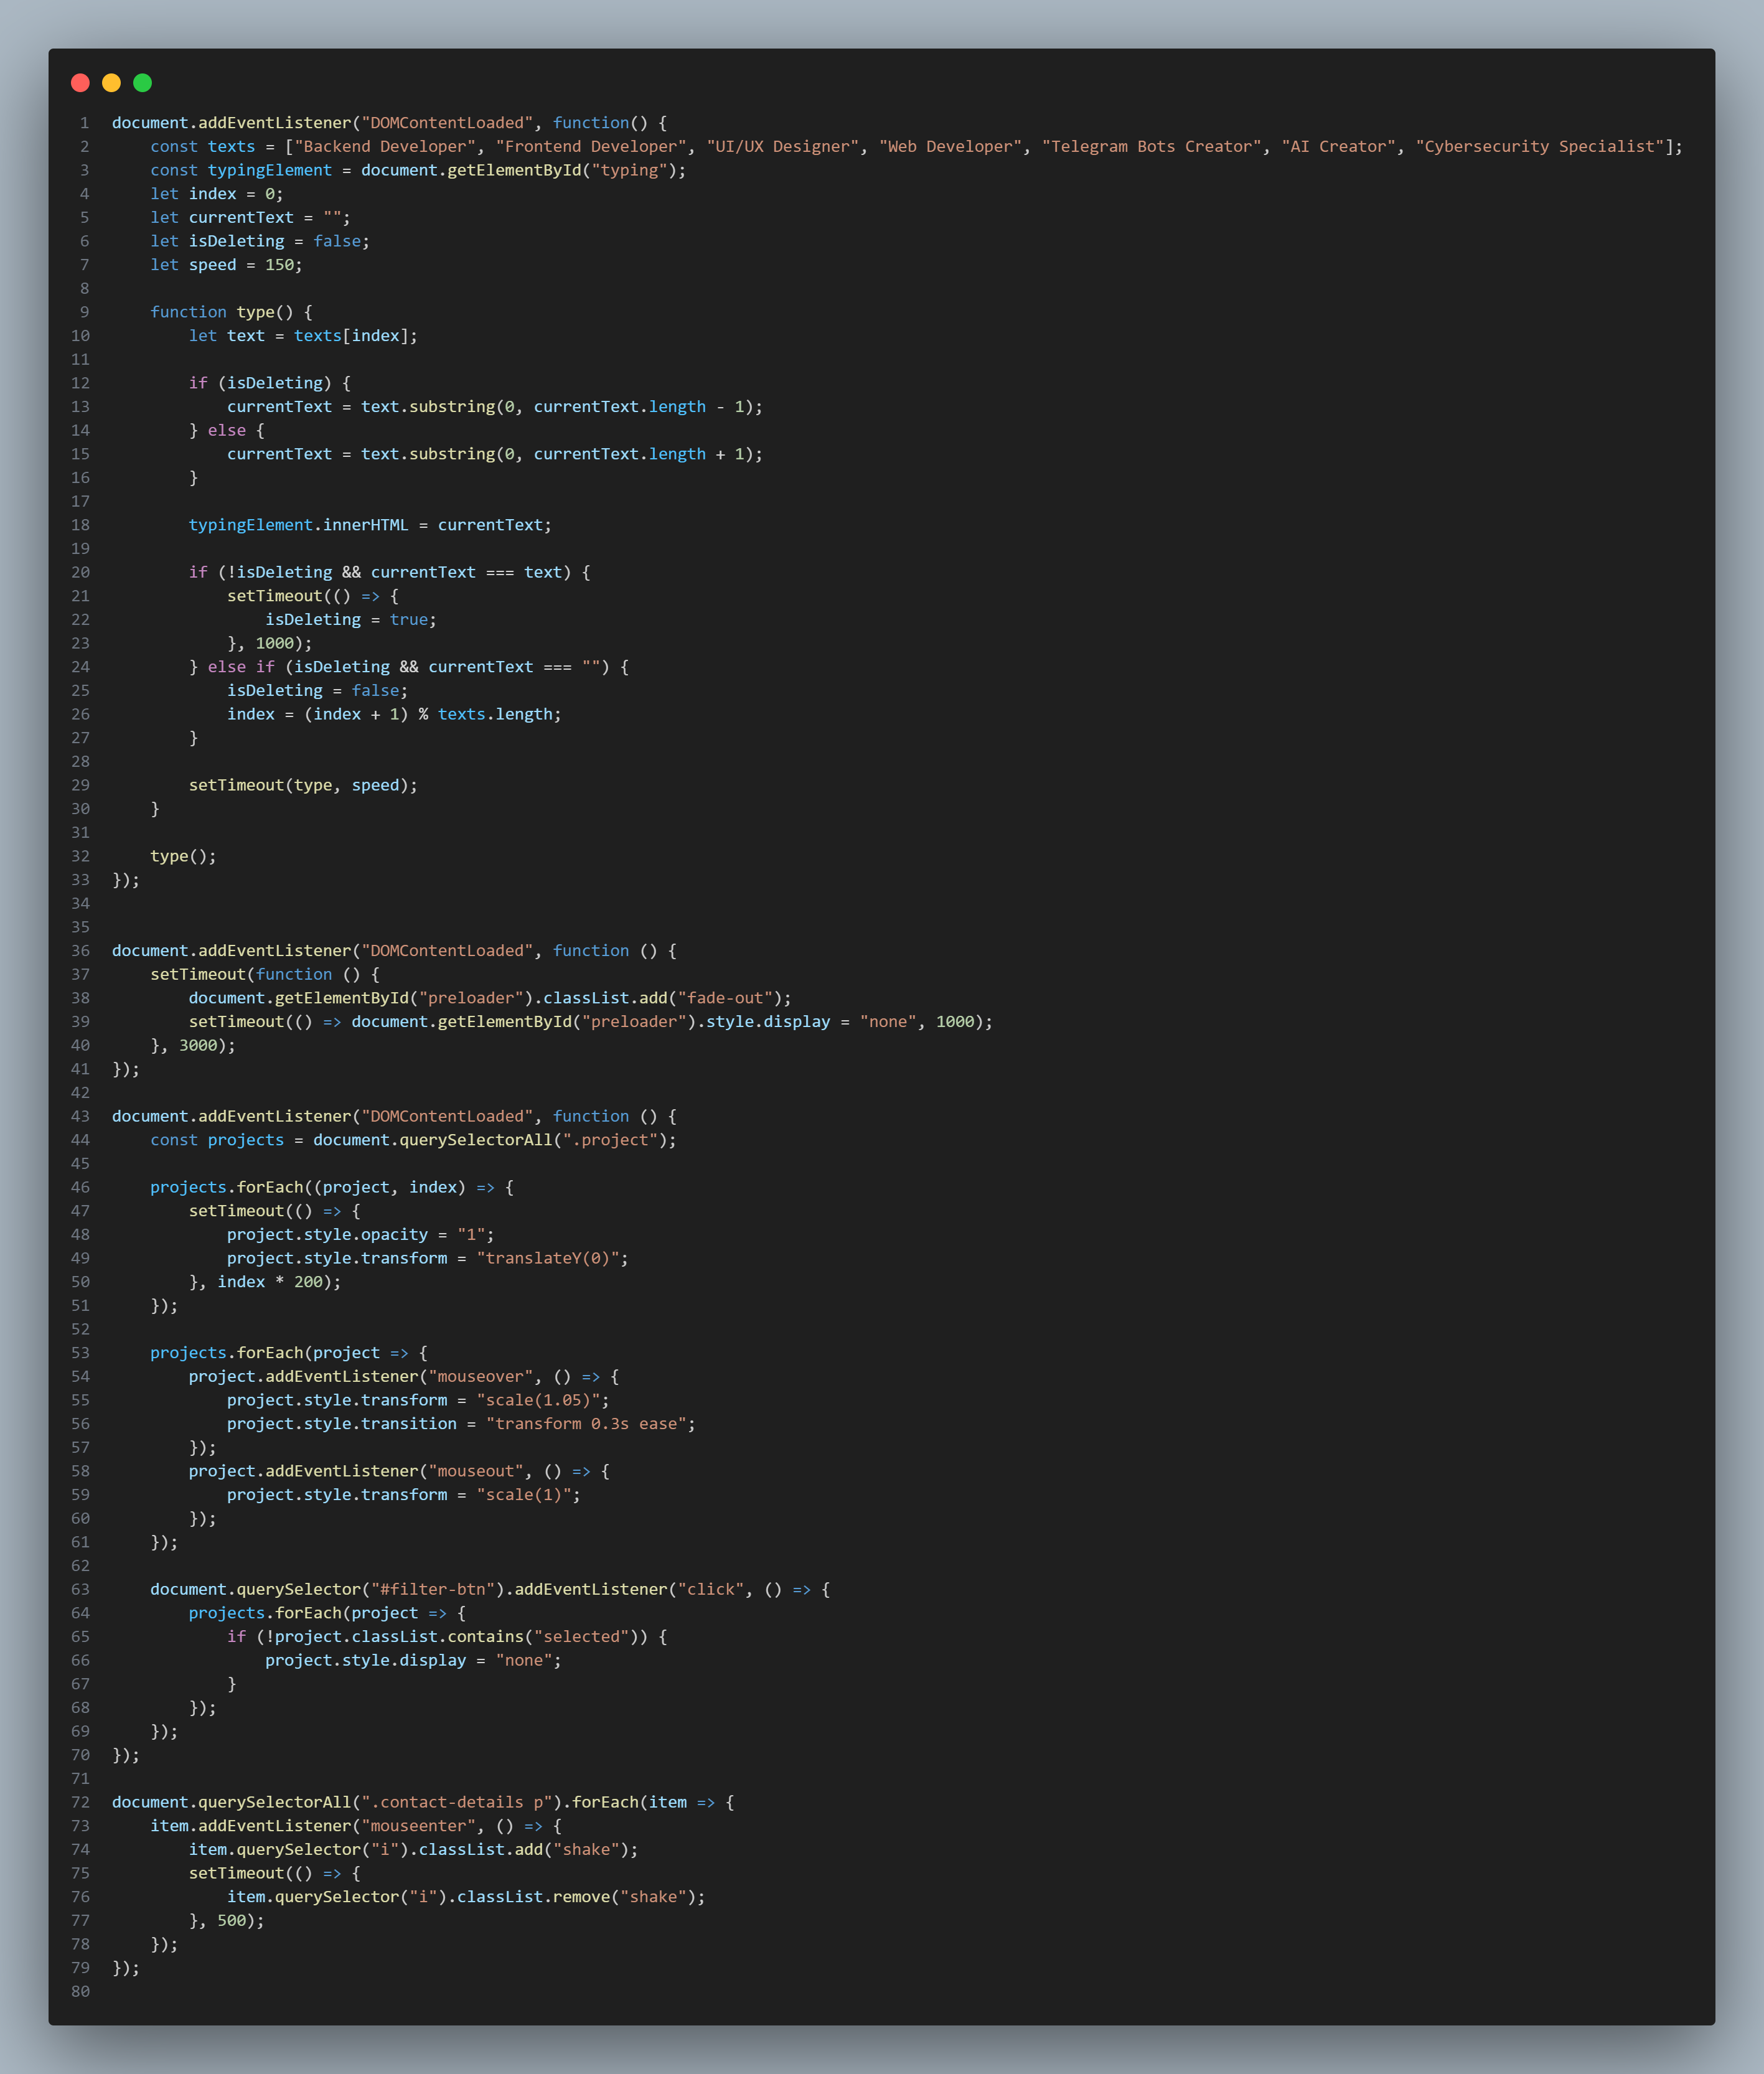 1 document.addEventListener("DOMContentLoaded", function() {
2     const texts = ["Backend Developer", "Frontend Developer", "UI/UX Designer", "Web Developer", "Telegram Bots Creator", "AI Creator", "Cybersecurity Specialist"];
3     const typingElement = document.getElementById("typing");
4     let index = 0;
5     let currentText = "";
6     let isDeleting = false;
7     let speed = 150;
8
9     function type() {
10         let text = texts[index];
11
12         if (isDeleting) {
13             currentText = text.substring(0, currentText.length - 1);
14         } else {
15             currentText = text.substring(0, currentText.length + 1);
16         }
17
18         typingElement.innerHTML = currentText;
19
20         if (!isDeleting && currentText === text) {
21             setTimeout(() => {
22                 isDeleting = true;
23             }, 1000);
24         } else if (isDeleting && currentText === "") {
25             isDeleting = false;
26             index = (index + 1) % texts.length;
27         }
28
29         setTimeout(type, speed);
30     }
31
32     type();
33 });
34
35
36 document.addEventListener("DOMContentLoaded", function () {
37     setTimeout(function () {
38         document.getElementById("preloader").classList.add("fade-out");
39         setTimeout(() => document.getElementById("preloader").style.display = "none", 1000);
40     }, 3000);
41 });
42
43 document.addEventListener("DOMContentLoaded", function () {
44     const projects = document.querySelectorAll(".project");
45
46     projects.forEach((project, index) => {
47         setTimeout(() => {
48             project.style.opacity = "1";
49             project.style.transform = "translateY(0)";
50         }, index * 200);
51     });
52
53     projects.forEach(project => {
54         project.addEventListener("mouseover", () => {
55             project.style.transform = "scale(1.05)";
56             project.style.transition = "transform 0.3s ease";
57         });
58         project.addEventListener("mouseout", () => {
59             project.style.transform = "scale(1)";
60         });
61     });
62
63     document.querySelector("#filter-btn").addEventListener("click", () => {
64         projects.forEach(project => {
65             if (!project.classList.contains("selected")) {
66                 project.style.display = "none";
67             }
68         });
69     });
70 });
71
72 document.querySelectorAll(".contact-details p").forEach(item => {
73     item.addEventListener("mouseenter", () => {
74         item.querySelector("i").classList.add("shake");
75         setTimeout(() => {
76             item.querySelector("i").classList.remove("shake");
77         }, 500);
78     });
79 });
80